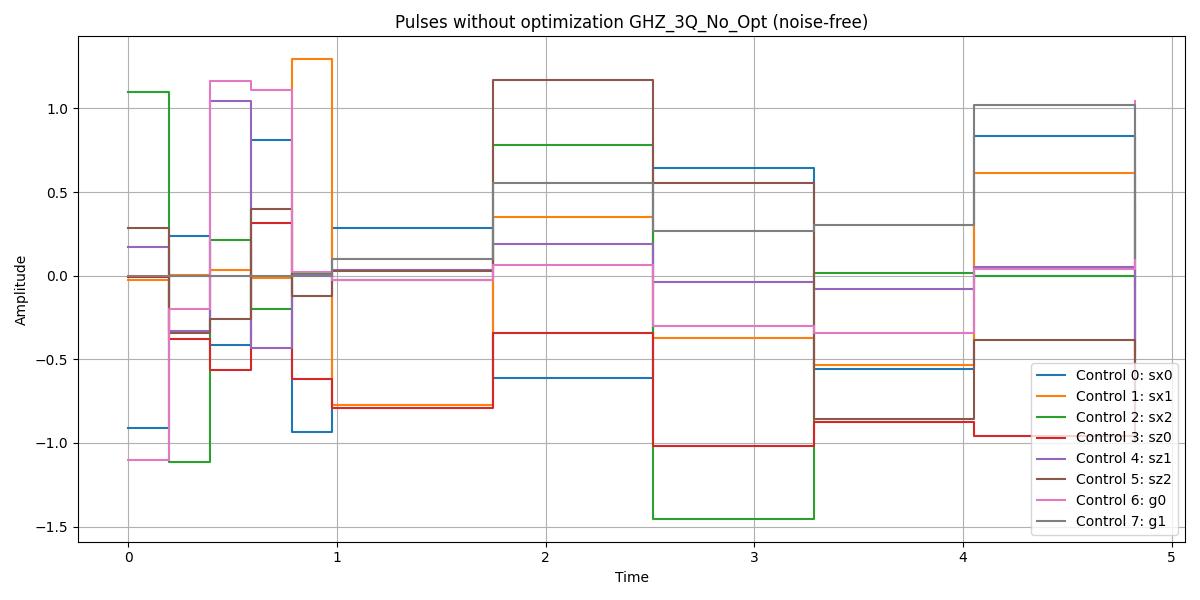 Pulses without optimization GHZ_3Q_No_Opt (noise-free)
Amplitude
1.0
0.5
0.0
−0.5
−1.0
−1.5
0 1 2 3 4 5
Time
Control 0: sx0
Control 1: sx1
Control 2: sx2
Control 3: sz0
Control 4: sz1
Control 5: sz2
Control 6: g0
Control 7: g1